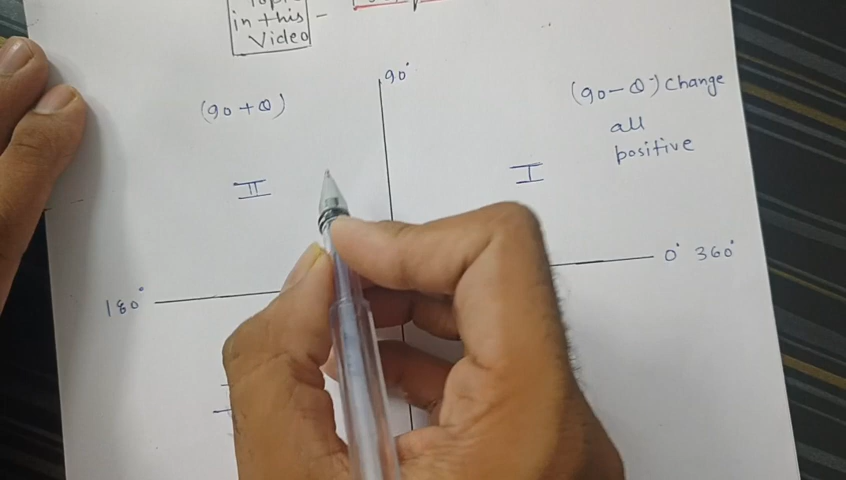 in this
Video
90°
(90 + θ)
(90 - θ) Change
all
positive
II
I
0° 360°
180°